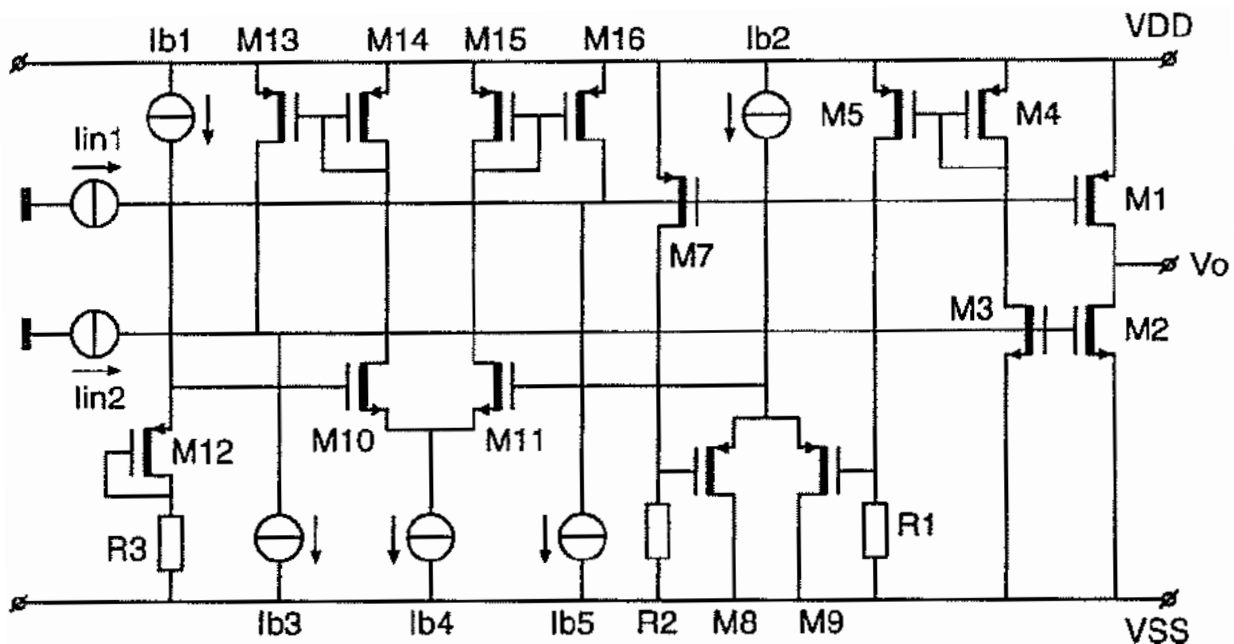 Ib1 M13 M14 M15 M16 Ib2 VDD
M5 M4
Iin1
M1
M7
Vo
M3 M2
Iin2
M12 M10 M11
R3 R1
Ib3 Ib4 Ib5 R2 M8 M9 VSS